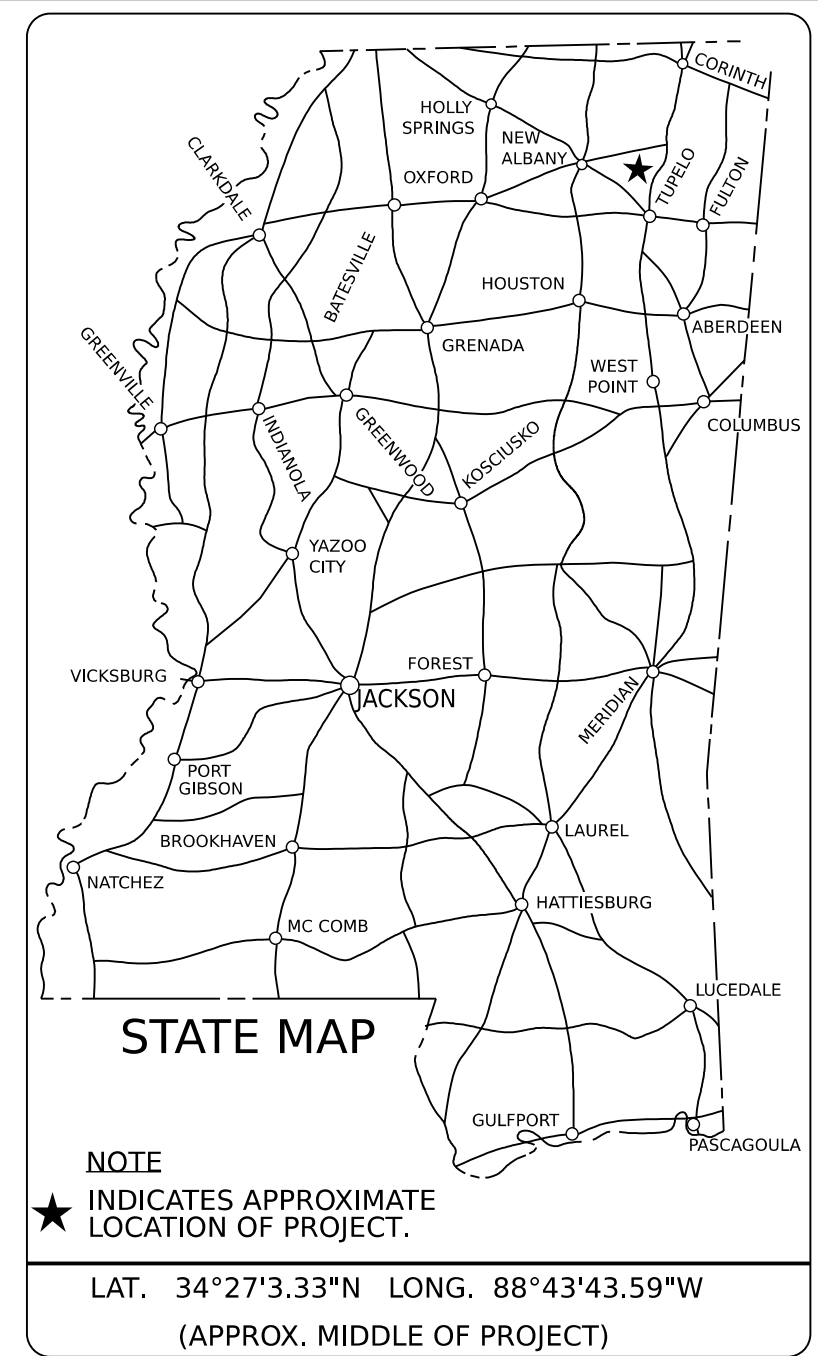 CORINTH
HOLLY
SPRINGS
NEW
ALBANY
CLARKDALE
OXFORD
TUPELO
FULTON
BATESVILLE
HOUSTON
ABERDEEN
GREENVILLE
GRENADA
WEST
POINT
COLUMBUS
INDIANOLA
GREENWOOD
KOSCIUSKO
YAZOO
CITY
VICKSBURG
FOREST
JACKSON
MERIDIAN
PORT
GIBSON
BROOKHAVEN
LAUREL
NATCHEZ
HATTIESBURG
MC COMB
LUCEDALE
STATE MAP
GULFPORT
PASCAGOULA
NOTE
INDICATES APPROXIMATE
LOCATION OF PROJECT.
LAT. 34°27'3.33"N LONG. 88°43'43.59"W
(APPROX. MIDDLE OF PROJECT)